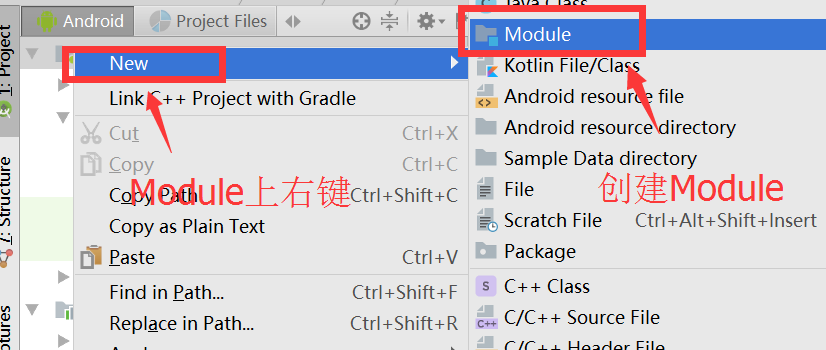 Android
Project Files
1: Project
7: Structure
New
Link C++ Project with Gradle
Cut Ctrl+X
Copy Ctrl+C
Copy Path Ctrl+Shift+C
Copy as Plain Text
Paste Ctrl+V
Find in Path... Ctrl+Shift+F
Replace in Path... Ctrl+Shift+R
Module上右键
Java Class
Module
Kotlin File/Class
Android resource file
Android resource directory
Sample Data directory
File
Scratch File Ctrl+Alt+Shift+Insert
Package
S C++ Class
C++ C/C++ Source File
C/C++ Header File
创建Module